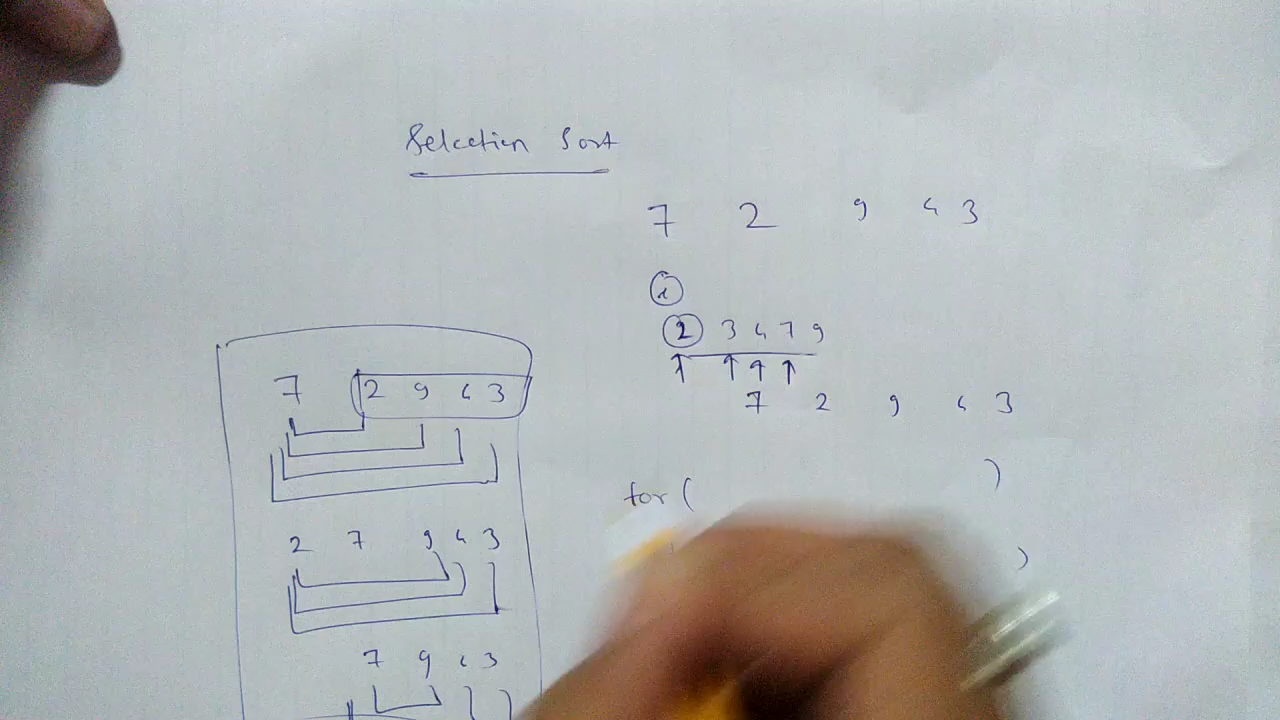 Selection Sort
7 2 9 4 3
i
2 3 4 7 9
7 2 9 4 3
7 2 9 4 3
for ( )
2 7 9 4 3
)
7 9 4 3